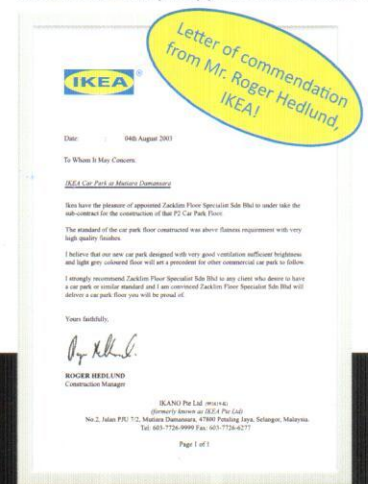 Letter of commendation
from Mr. Roger Hedlund,
IKEA!
IKEA
Date : 04th August 2003
To Whom It May Concern:
IKEA Car Park at Mutiara Damansara
Ikea have the pleasure of appointed Zacklim Floor Specialist Sdn Bhd to under take the
sub-contract for the construction of that P2 Car Park Floor.
The standard of the car park floor constructed was above flatness requirement with very
high quality finishes.
I believe that our new car park designed with very good ventilation sufficient brightness
and light grey coloured floor will set a precedent for other commercial car park to follow.
I strongly recommend Zacklim Floor Specialist Sdn Bhd to any client who desire to have
a car park or similar standard and I am convinced Zacklim Floor Specialist Sdn Bhd will
deliver a car park floor you will be proud of.
Yours faithfully,
ROGER HEDLUND
Construction Manager
IKANO Pte Ltd
(formerly known as IKEA Pte Ltd)
No.2, Jalan PJU 7/2, Mutiara Damansara, 47800 Petaling Jaya, Selangor, Malaysia.
Tel: 603-7726-9999 Fax: 603-7726-6277
Page 1 of 1